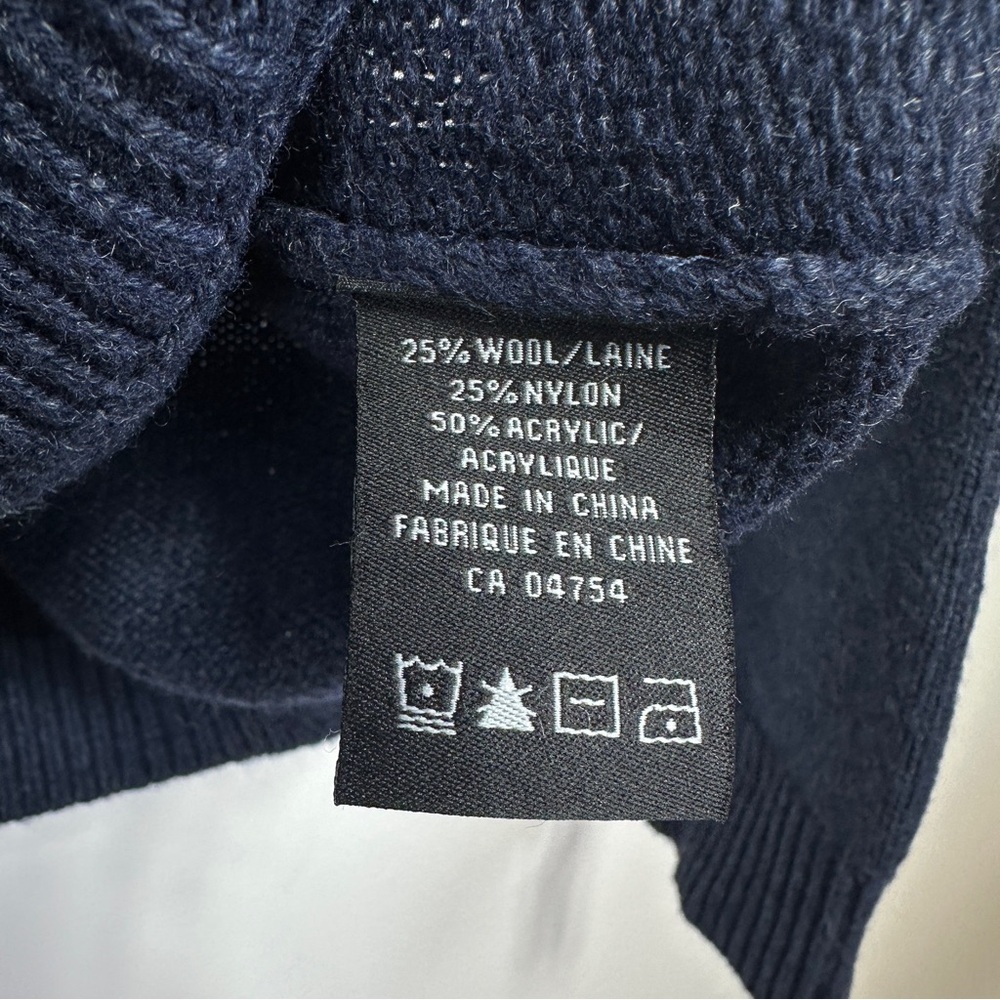 25% WOOL/LAINE
25% NYLON
50% ACRYLIC/
ACRYLIQUE
MADE IN CHINA
FABRIQUE EN CHINE
CA 04754